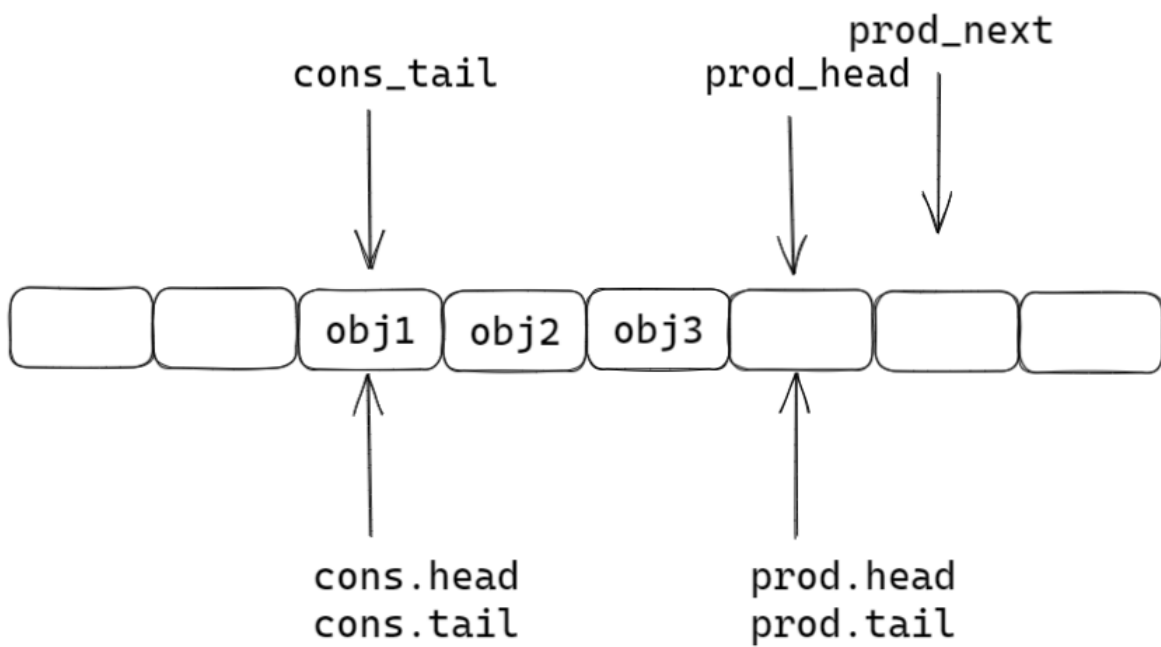 prod_next
cons_tail
prod_head
obj1
obj2
obj3
cons.head
cons.tail
prod.head
prod.tail